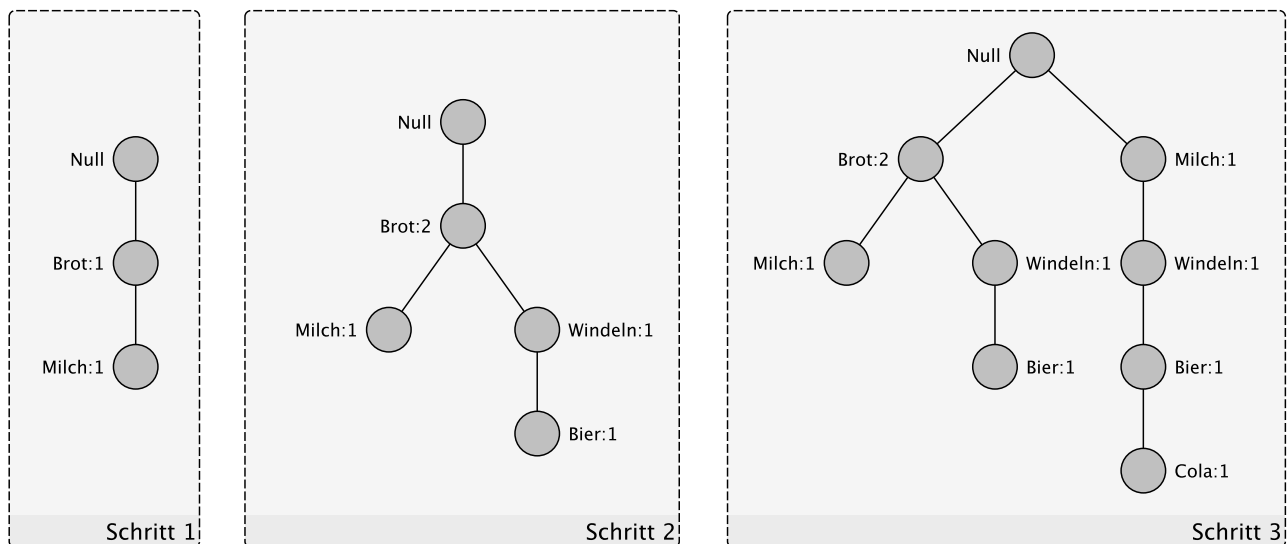 Null
Brot:1
Milch:1
Schritt 1
Null
Brot:2
Milch:1
Windeln:1
Bier:1
Schritt 2
Null
Brot:2
Milch:1
Milch:1
Windeln:1
Windeln:1
Bier:1
Bier:1
Cola:1
Schritt 3